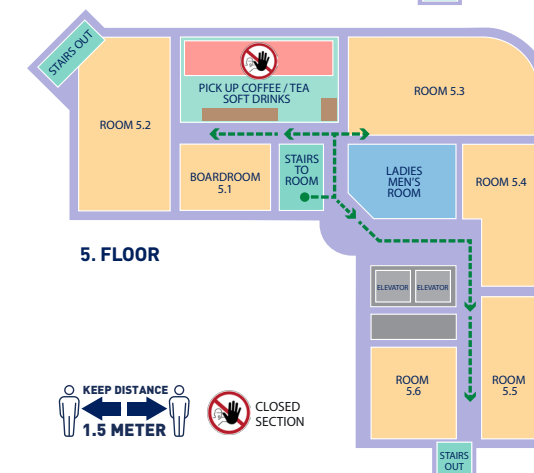 STAIRS OUT
PICK UP COFFEE / TEA
SOFT DRINKS
ROOM 5.3
ROOM 5.2
BOARDROOM
5.1
STAIRS
TO
ROOM
LADIES
MEN'S
ROOM
ROOM 5.4
5. FLOOR
ELEVATOR
ELEVATOR
ROOM
5.6
ROOM
5.5
KEEP DISTANCE
1.5 METER
CLOSED
SECTION
STAIRS
OUT